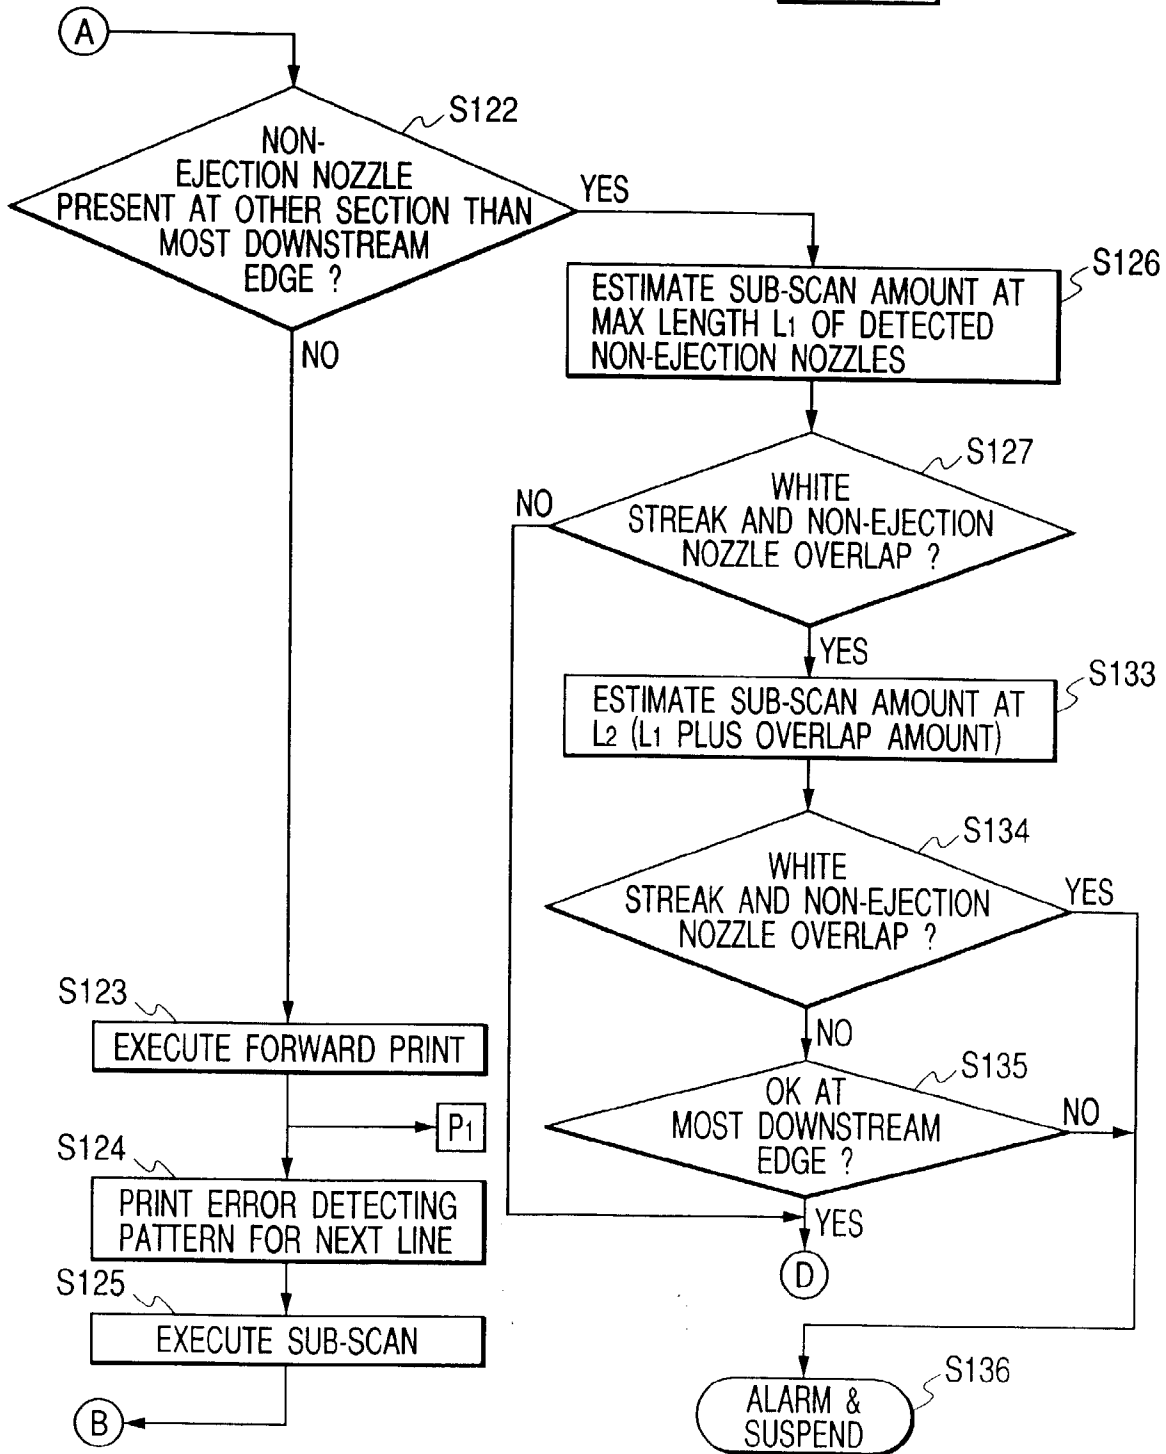 A
S122
NON-
EJECTION NOZZLE
PRESENT AT OTHER SECTION THAN
MOST DOWNSTREAM
EDGE ?
YES
NO
S126
ESTIMATE SUB-SCAN AMOUNT AT
MAX LENGTH L1 OF DETECTED
NON-EJECTION NOZZLES
S127
WHITE
STREAK AND NON-EJECTION
NOZZLE OVERLAP ?
NO
YES
S133
ESTIMATE SUB-SCAN AMOUNT AT
L2 (L1 PLUS OVERLAP AMOUNT)
S134
WHITE
STREAK AND NON-EJECTION
NOZZLE OVERLAP ?
YES
NO
S135
OK AT
MOST DOWNSTREAM
EDGE ?
NO
YES
D
S136
ALARM &
SUSPEND
S123
EXECUTE FORWARD PRINT
P1
S124
PRINT ERROR DETECTING
PATTERN FOR NEXT LINE
S125
EXECUTE SUB-SCAN
B